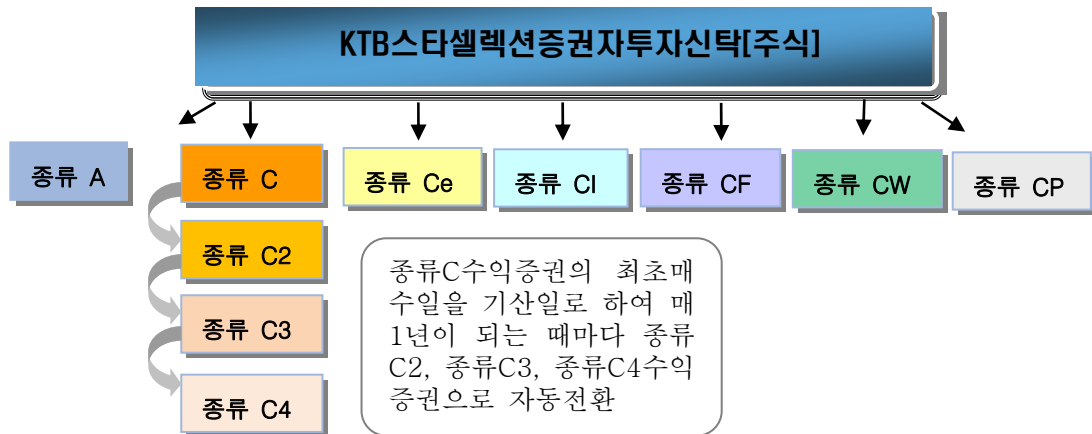 KTB스타셀렉션증권자투자신탁[주식]
종류 A
종류 C
종류 Ce
종류 CI
종류 CF
종류 CW
종류 CP
종류 C2
종류 C3
종류 C4
종류C수익증권의 최초매
수일을 기산일로 하여 매
1년이 되는 때마다 종류
C2, 종류C3, 종류C4수익
증권으로 자동전환